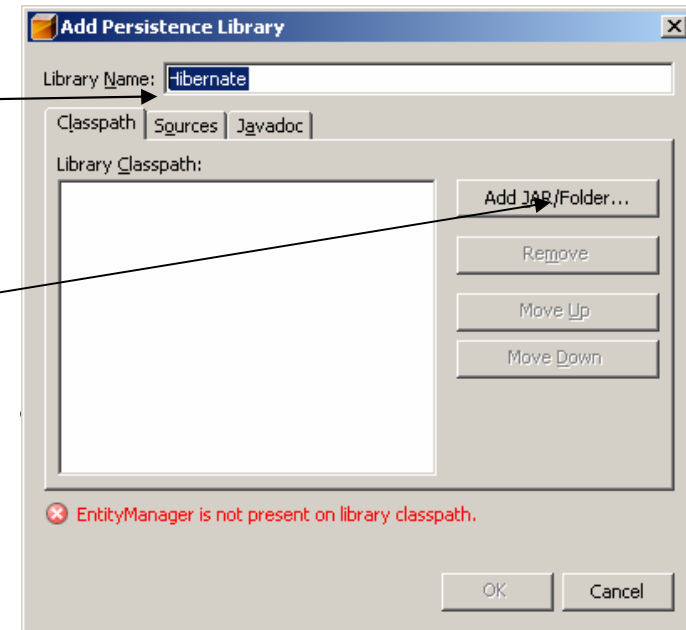 Add Persistence Library
Library Name: Hibernate
Classpath Sources Javadoc
Library Classpath:
Add JAR/Folder...
Remove
Move Up
Move Down
EntityManager is not present on library classpath.
OK Cancel